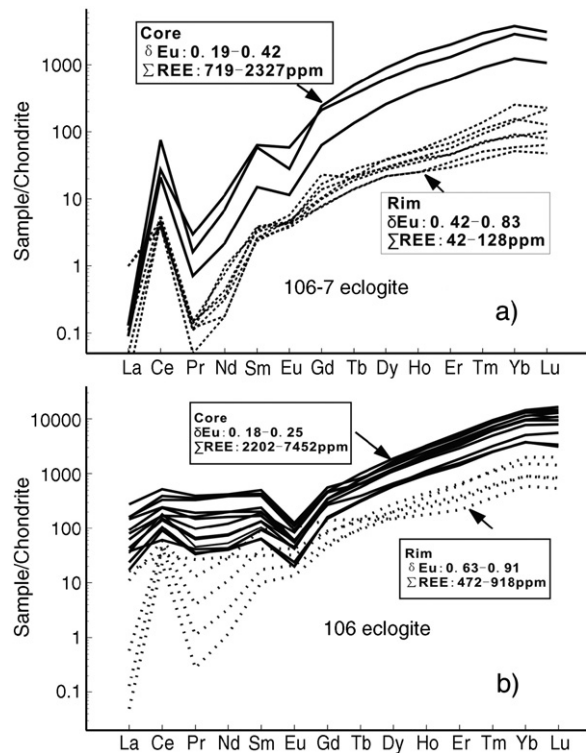 Core
δ Eu: 0.19-0.42
∑REE: 719-2327ppm
1000
100
10
1
0.1
Sample/Chondrite
Rim
δEu: 0.42-0.83
∑REE: 42-128ppm
106-7 eclogite
a)
La Ce Pr Nd Sm Eu Gd Tb Dy Ho Er Tm Yb Lu
Core
δEu: 0.18-0.25
∑REE: 2202-7452ppm
10000
1000
100
10
1
0.1
Sample/Chondrite
Rim
δ Eu: 0.63-0.91
∑REE: 472-918ppm
106 eclogite
b)
La Ce Pr Nd Sm Eu Gd Tb Dy Ho Er Tm Yb Lu